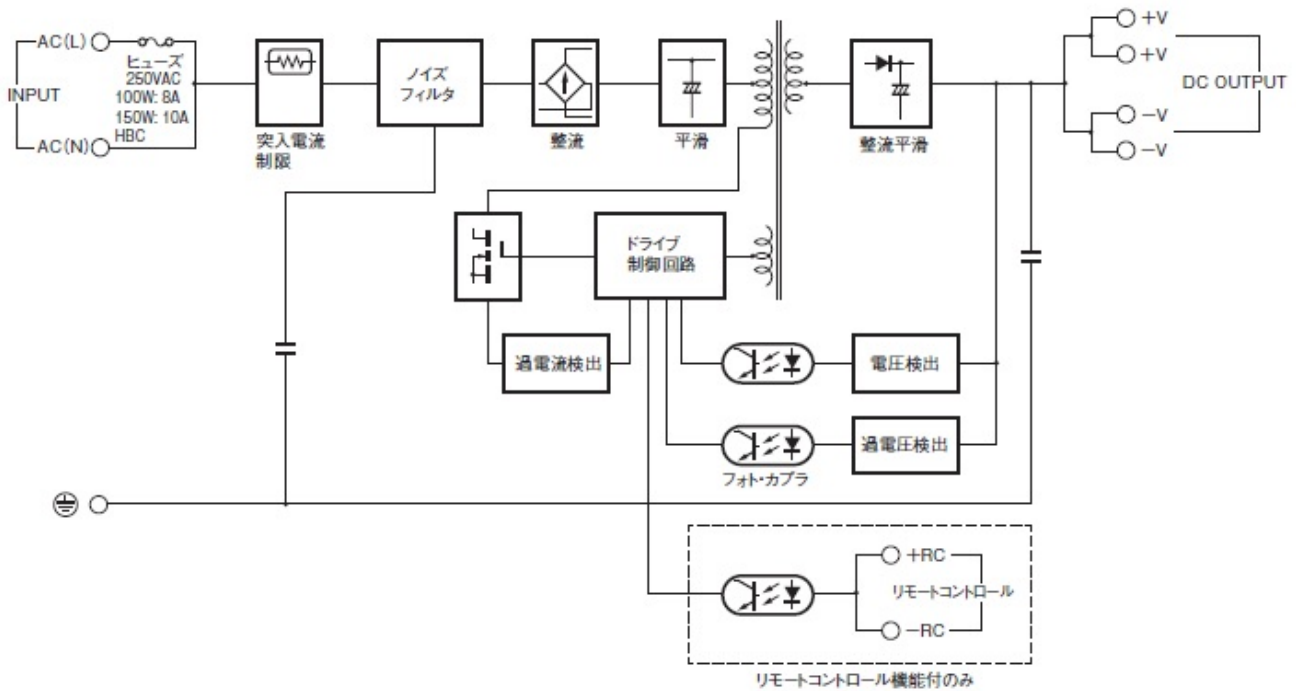 AC(L)
ヒューズ
250VAC
100W: 8A
150W: 10A
HBC
INPUT
AC(N)
突入電流
制限
ノイズ
フィルタ
整流
平滑
整流平滑
+V
+V
DC OUTPUT
−V
−V
ドライブ
制御回路
過電流検出
電圧検出
過電圧検出
フォト・カプラ
+RC
リモートコントロール
−RC
リモートコントロール機能付のみ